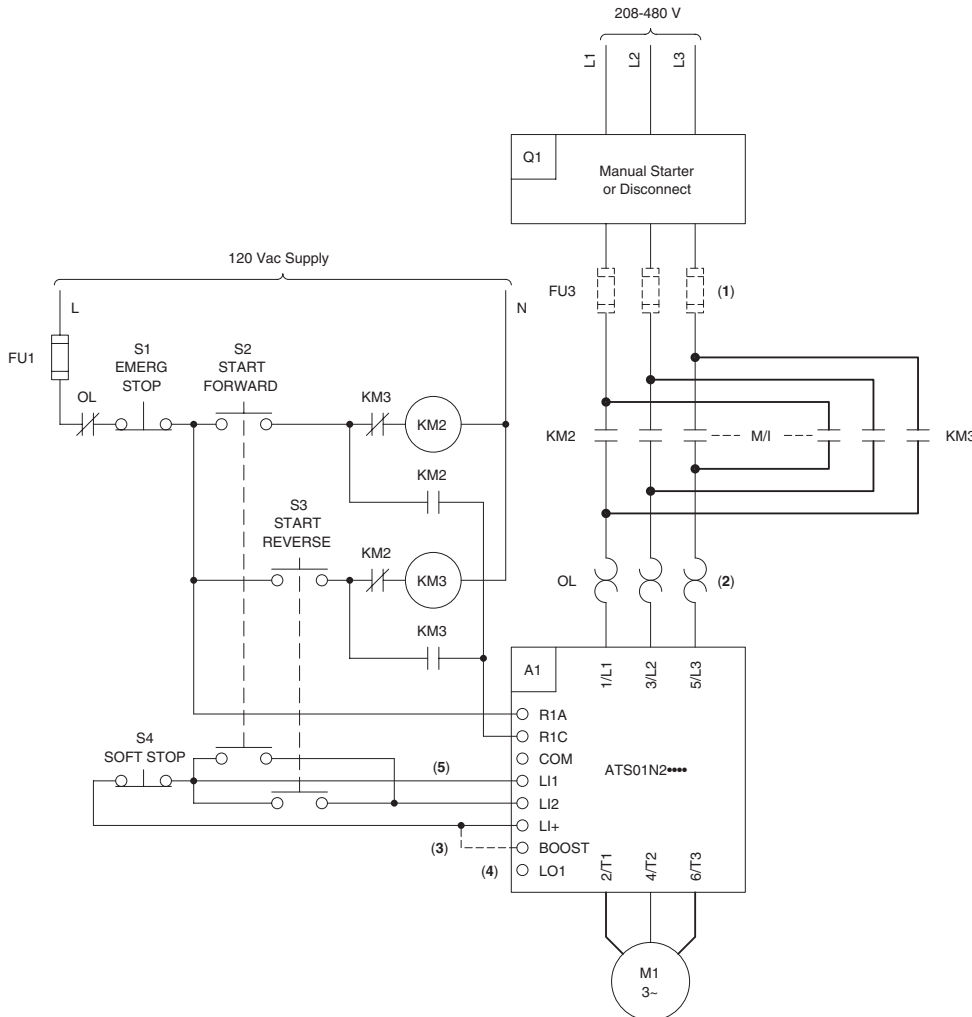 208-480 V
L1
L2
L3
Q1
Manual Starter
or Disconnect
120 Vac Supply
L
N
FU3
(1)
FU1
S1
EMERG
STOP
S2
START
FORWARD
OL
KM3
KM2
KM2
M/I
KM3
KM2
S3
START
REVERSE
KM2
KM3
OL
(2)
KM3
A1
1/L1
3/L2
5/L3
R1A
R1C
S4
SOFT STOP
COM
ATS01N2••••
(5)
LI1
LI2
LI+
(3)
BOOST
(4)
LO1
2/T1
4/T2
6/T3
M1
3~